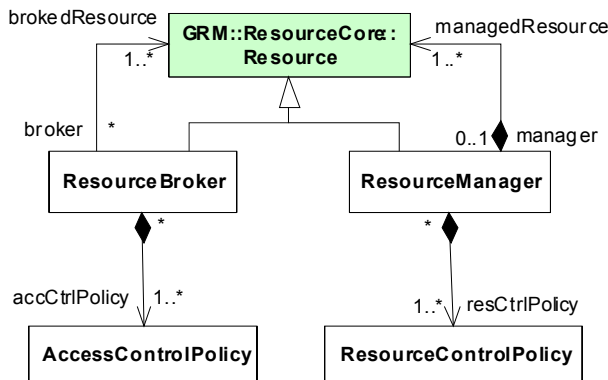 brokedResource
GRM::ResourceCore::
Resource
managedResource
1..*
1..*
broker
*
0..1
manager
ResourceBroker
ResourceManager
*
*
accCtrlPolicy
1..*
1..*
resCtrlPolicy
AccessControlPolicy
ResourceControlPolicy